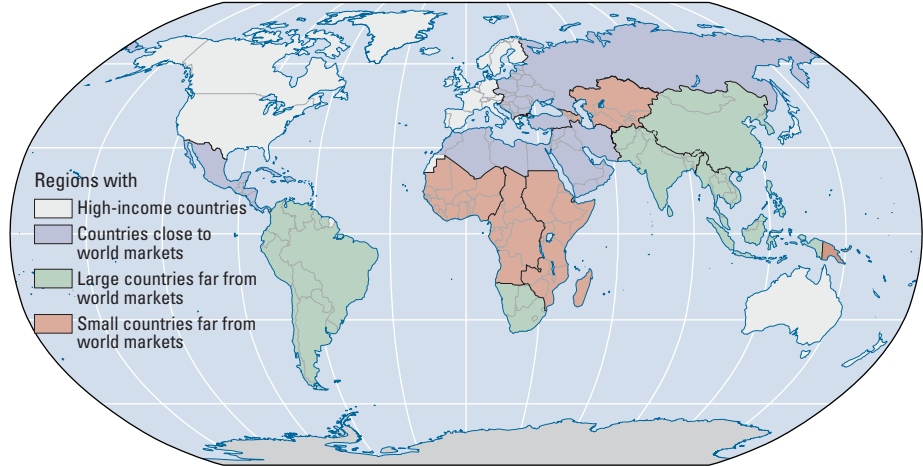 Regions with
High-income countries
Countries close to
world markets
Large countries far from
world markets
Small countries far from
world markets